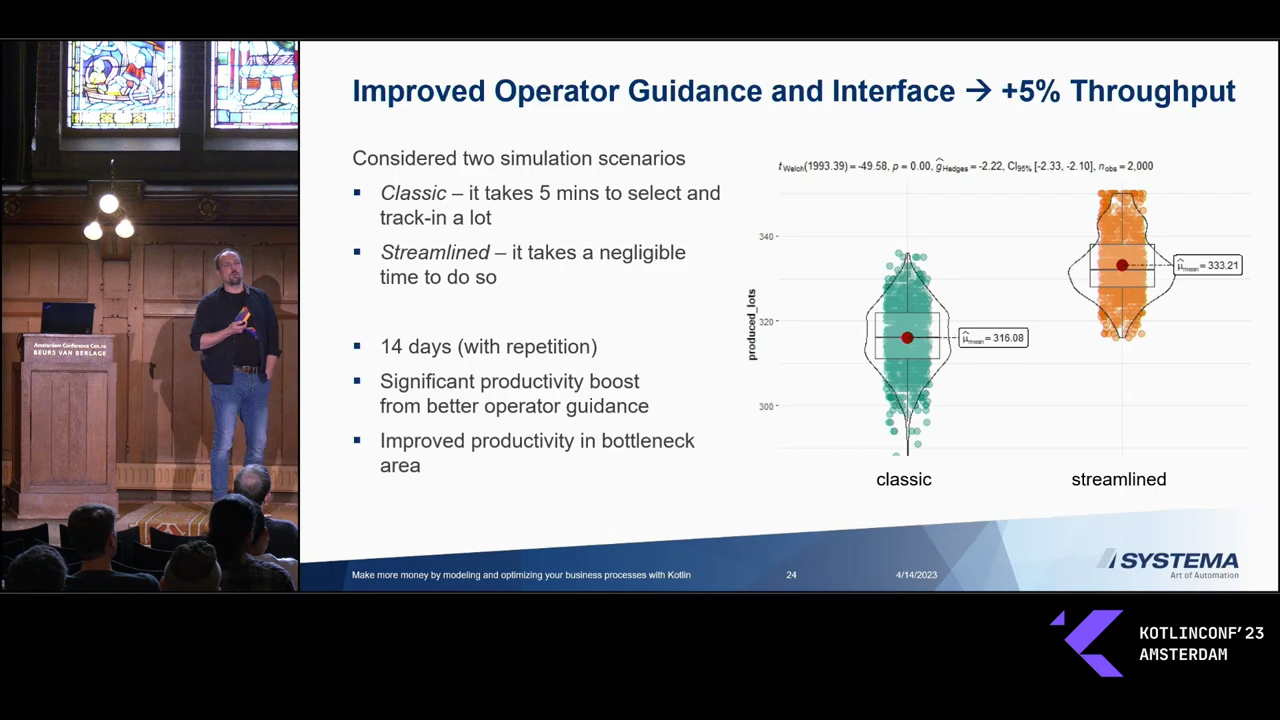 Improved Operator Guidance and Interface → +5% Throughput
Considered two simulation scenarios
▪ Classic – it takes 5 mins to select and
track-in a lot
▪ Streamlined – it takes a negligible
time to do so
▪ 14 days (with repetition)
▪ Significant productivity boost
from better operator guidance
▪ Improved productivity in bottleneck
area
t Welch(1993.39) = -49.58, p = 0.00, ĝ Hedges = -2.22, CI95% [-2.33, -2.10], n obs = 2,000
produced_lots
340
320
300
μ̂ mean = 316.08
μ̂ mean = 333.21
classic
streamlined
Amsterdam Conference Centre
BEURS VAN BERLAGE
Make more money by modeling and optimizing your business processes with Kotlin
24
4/14/2023
SYSTEMA
Art of Automation
KOTLINCONF'23
AMSTERDAM